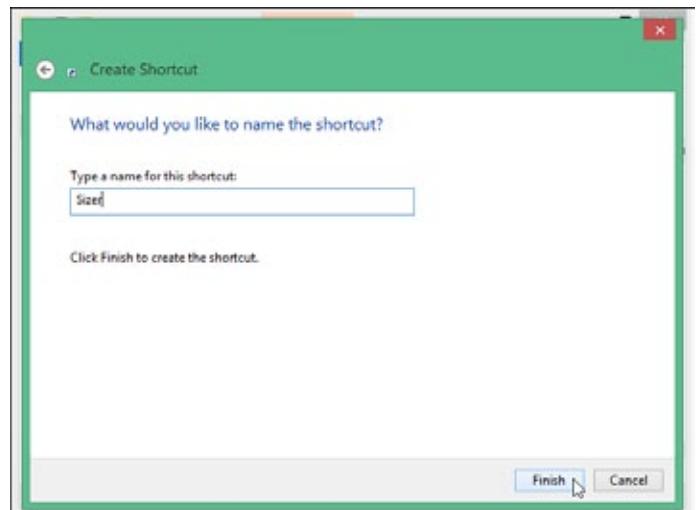 Create Shortcut
What would you like to name the shortcut?
Type a name for this shortcut:
Sizer
Click Finish to create the shortcut.
Finish
Cancel